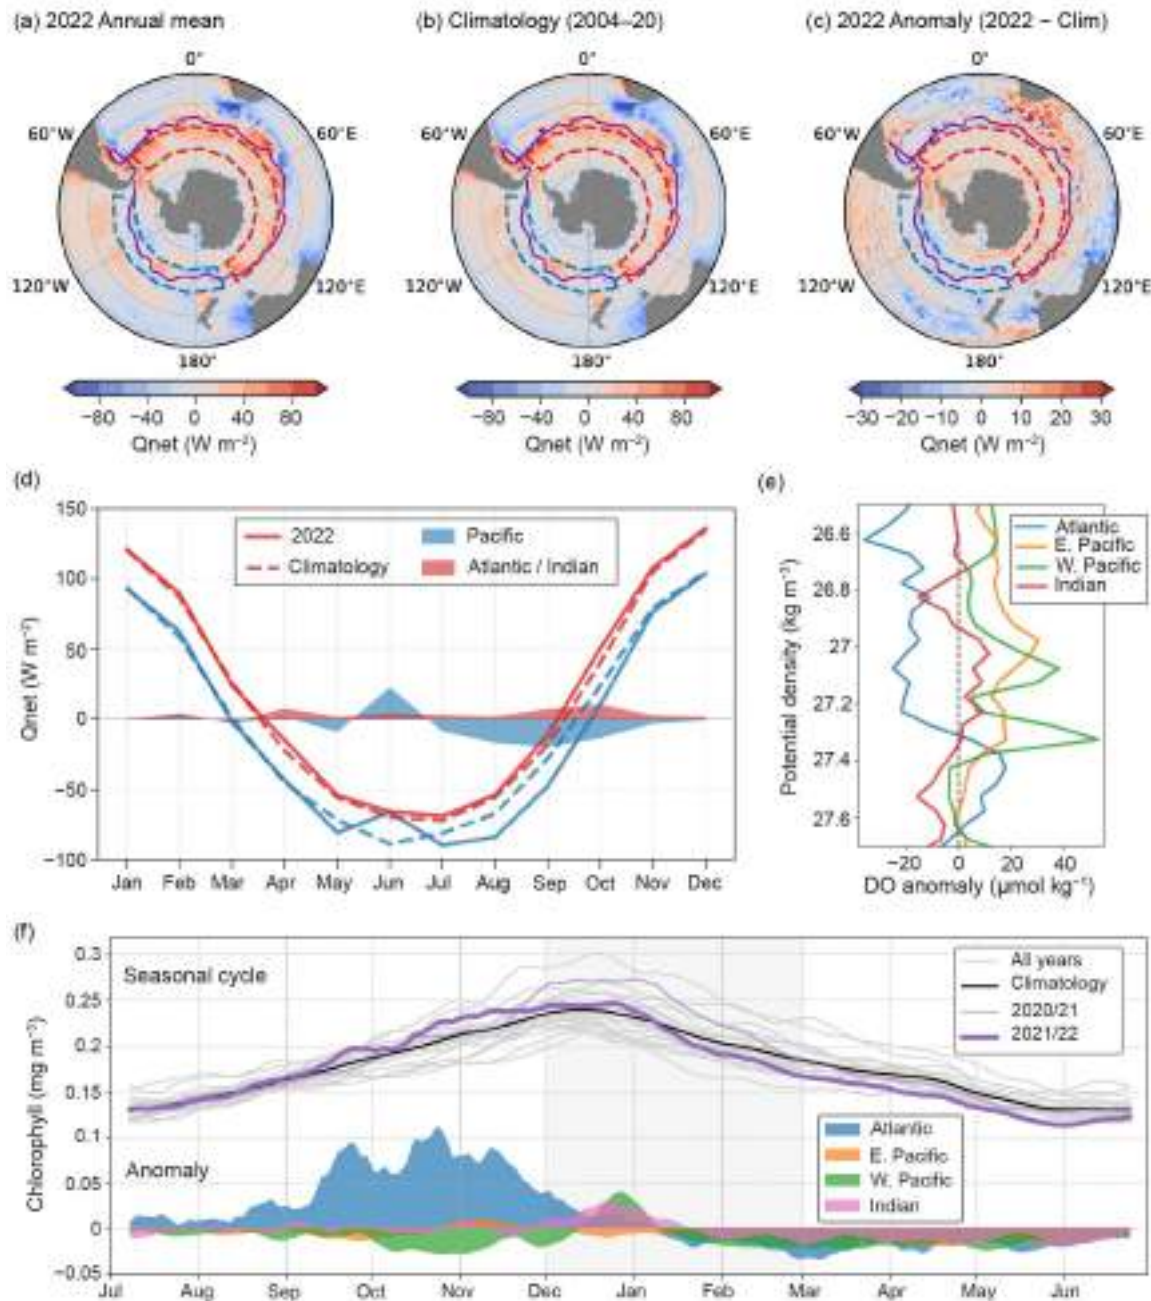 (a) 2022 Annual mean
(b) Climatology (2004–20)
(c) 2022 Anomaly (2022 − Clim)
0° 0° 0°
60°W 60°E 60°W 60°E 60°W 60°E
120°W 120°E 120°W 120°E 120°W 120°E
180° 180° 180°
−80 −40 0 40 80
−80 −40 0 40 80
−30 −20 −10 0 10 20 30
Qnet (W m⁻²)
Qnet (W m⁻²)
Qnet (W m⁻²)
(d)
150
100
50
0
−50
−100
Qnet (W m⁻²)
2022
Climatology
Pacific
Atlantic / Indian
Jan Feb Mar Apr May Jun Jul Aug Sep Oct Nov Dec
(e)
26.6
26.8
27
27.2
27.4
27.6
Potential density (kg m⁻³)
Atlantic
E. Pacific
W. Pacific
Indian
−20 0 20 40
DO anomaly (μmol kg⁻¹)
(f)
0.3
0.25
0.2
0.15
0.1
0.05
0
−0.05
Chlorophyll (mg m⁻³)
Seasonal cycle
All years
Climatology
2020/21
2021/22
Anomaly
Atlantic
E. Pacific
W. Pacific
Indian
Jul Aug Sep Oct Nov Dec Jan Feb Mar Apr May Jun